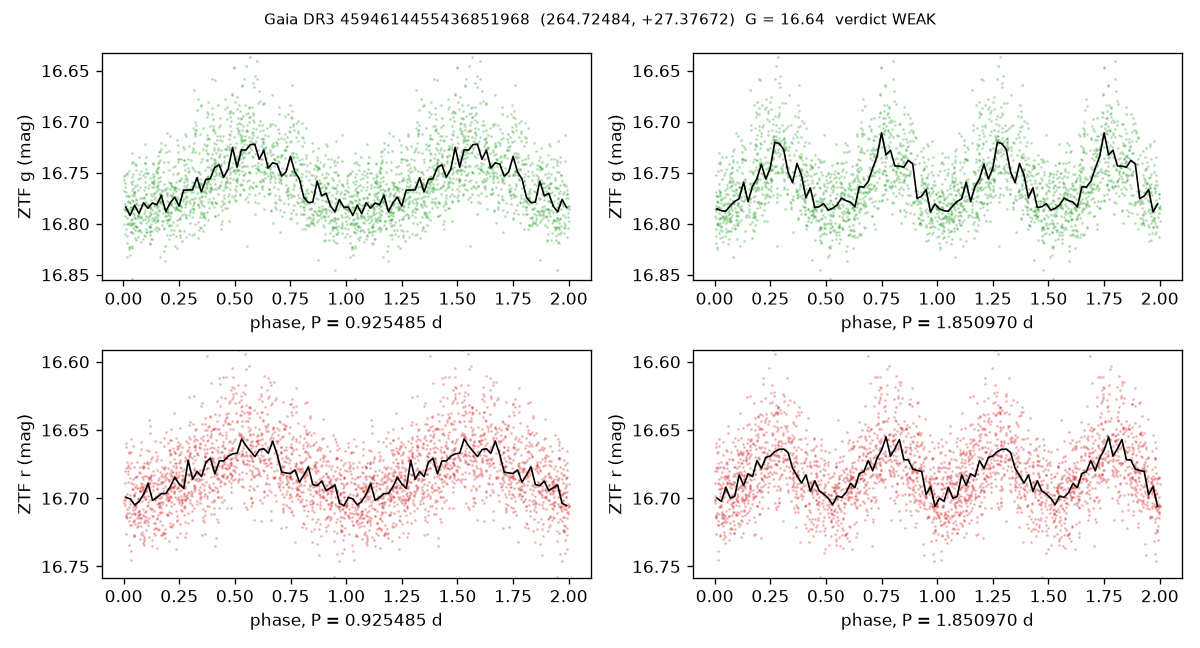 Gaia DR3 4594614455436851968 (264.72484, +27.37672) G = 16.64 verdict WEAK
ZTF g (mag)
16.65
16.70
16.75
16.80
16.85
0.00 0.25 0.50 0.75 1.00 1.25 1.50 1.75 2.00
phase, P = 0.925485 d
ZTF g (mag)
16.65
16.70
16.75
16.80
16.85
0.00 0.25 0.50 0.75 1.00 1.25 1.50 1.75 2.00
phase, P = 1.850970 d
ZTF r (mag)
16.60
16.65
16.70
16.75
0.00 0.25 0.50 0.75 1.00 1.25 1.50 1.75 2.00
phase, P = 0.925485 d
ZTF r (mag)
16.60
16.65
16.70
16.75
0.00 0.25 0.50 0.75 1.00 1.25 1.50 1.75 2.00
phase, P = 1.850970 d